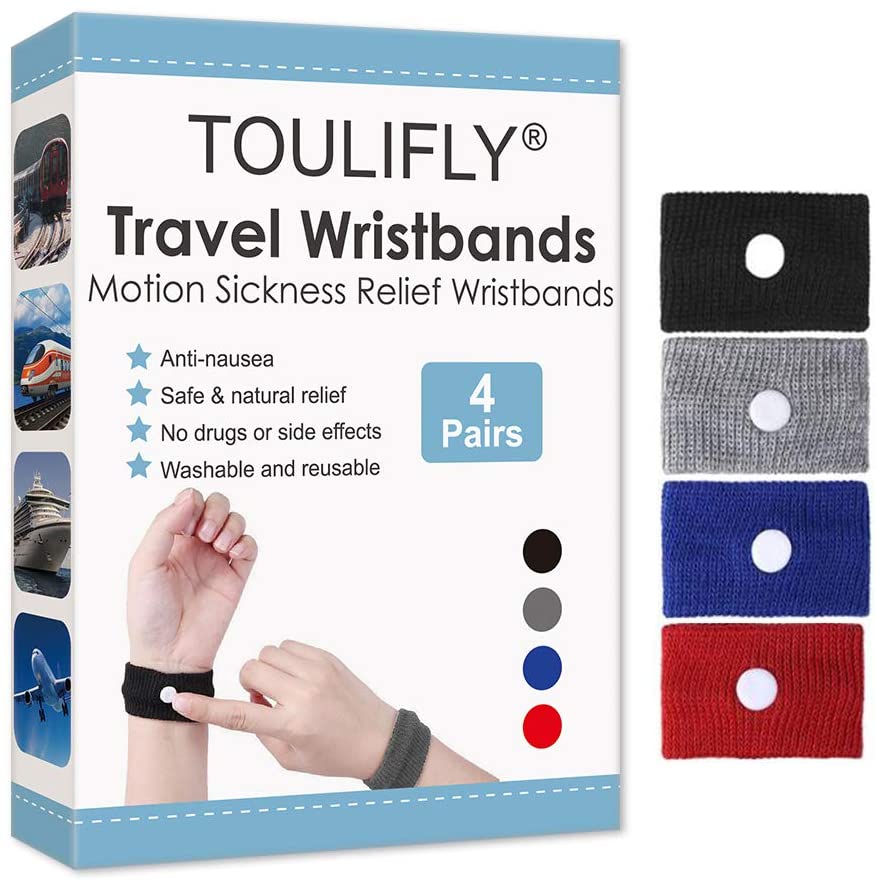 TOULIFLY®
Travel Wristbands
Motion Sickness Relief Wristbands
Anti-nausea
Safe & natural relief
No drugs or side effects
Washable and reusable
4
Pairs